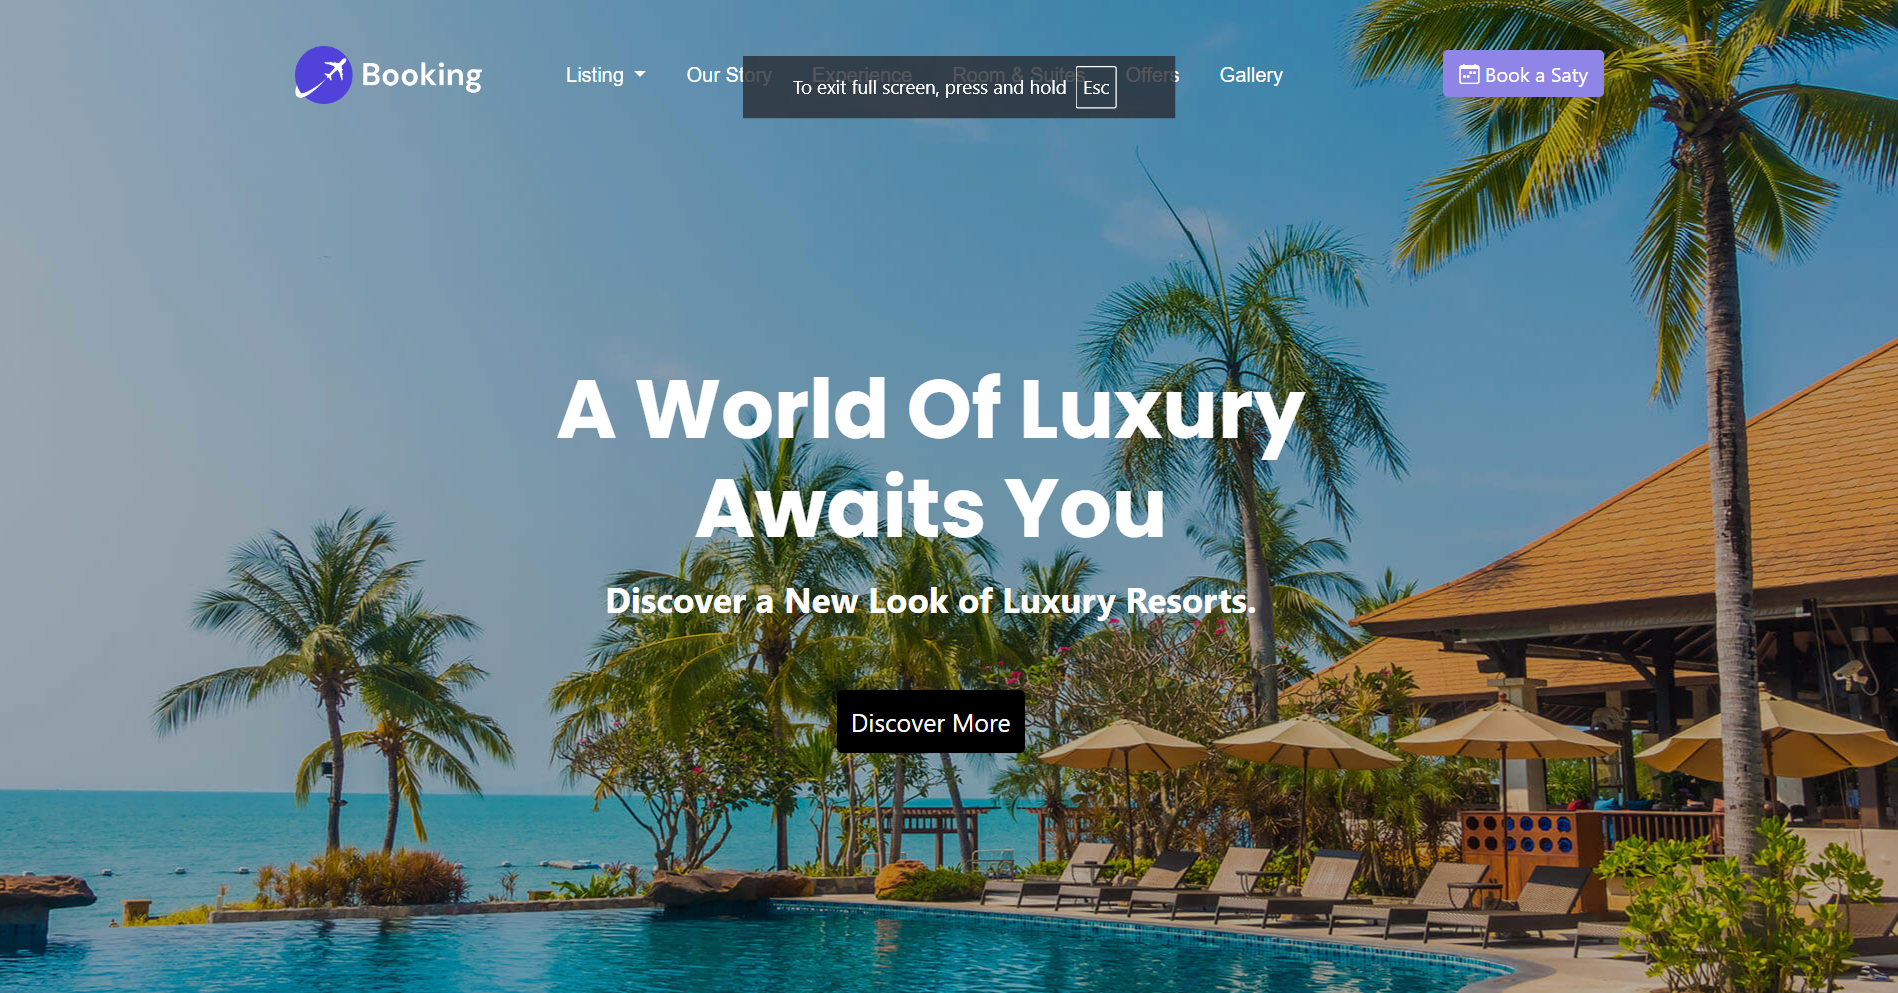 Booking
Listing
Our Story
Experience
Room & Suites
Offers
Gallery
Book a Saty
To exit full screen, press and hold Esc
A World Of Luxury
Awaits You
Discover a New Look of Luxury Resorts.
Discover More